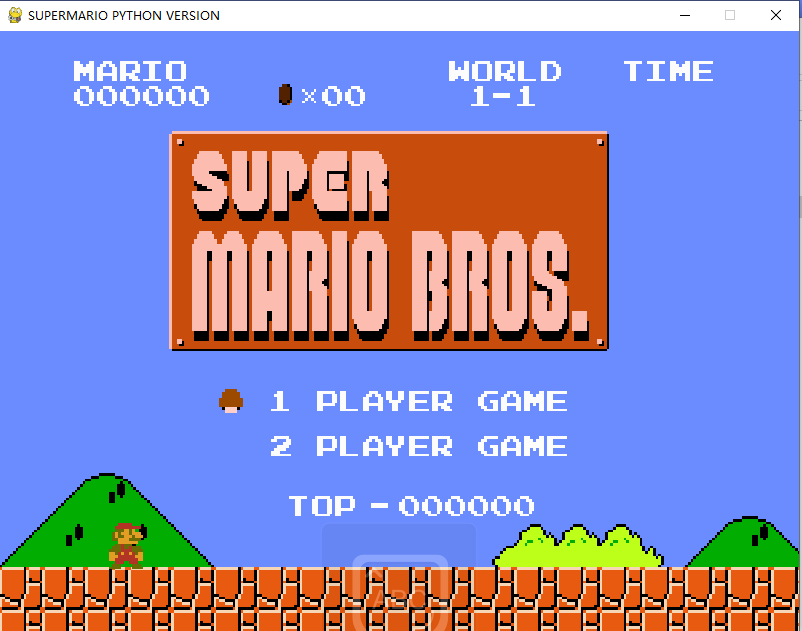 SUPERMARIO PYTHON VERSION
MARIO WORLD TIME
000000 ×00 1-1
SUPER
MARIO BROS.
1 PLAYER GAME
2 PLAYER GAME
TOP - 000000
ABC